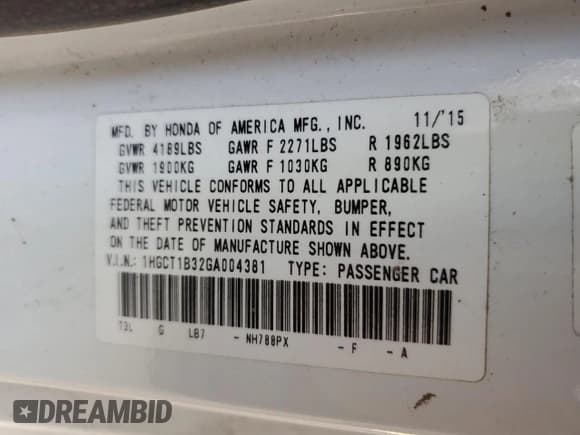 MFD. BY HONDA OF AMERICA MFG., INC. 11/'15
GVWR 4189LBS GAWR F 2271LBS R 1962LBS
GVWR 1900KG GAWR F 1030KG R 890KG
THIS VEHICLE CONFORMS TO ALL APPLICABLE
FEDERAL MOTOR VEHICLE SAFETY, BUMPER,
AND THEFT PREVENTION STANDARDS IN EFFECT
ON THE DATE OF MANUFACTURE SHOWN ABOVE.
V.I.N.: 1HGCT1B32GA004381 TYPE: PASSENGER CAR
T3L G LB7 - NH788PX - F - A
DREAMBID